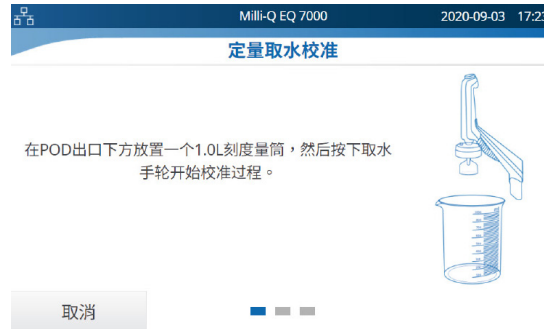 Milli-Q EQ 7000 2020-09-03 17:23
定量取水校准
在POD出口下方放置一个1.0L刻度量筒，然后按下取水
手轮开始校准过程。
取消